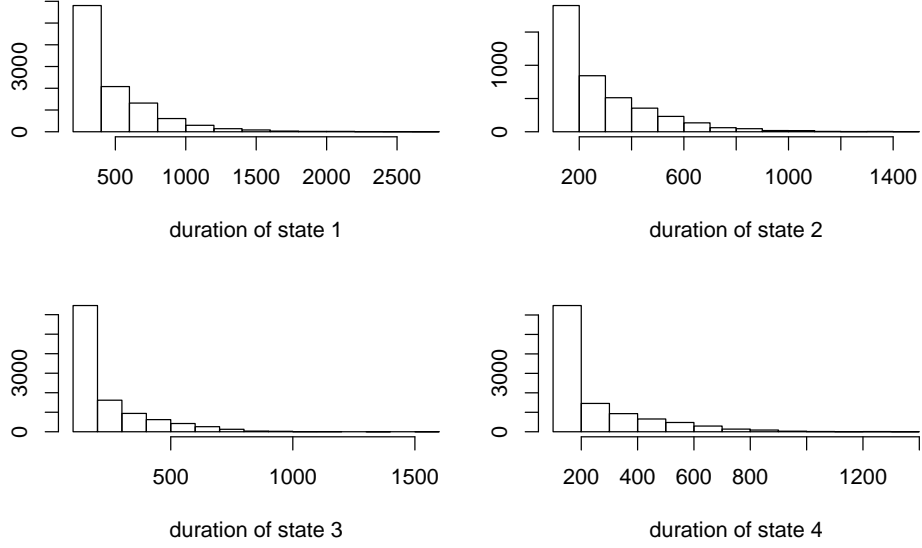 3000
0
500 1000 1500 2000 2500
duration of state 1
1000
0
200 600 1000 1400
duration of state 2
3000
0
500 1000 1500
duration of state 3
3000
0
200 400 600 800 1200
duration of state 4